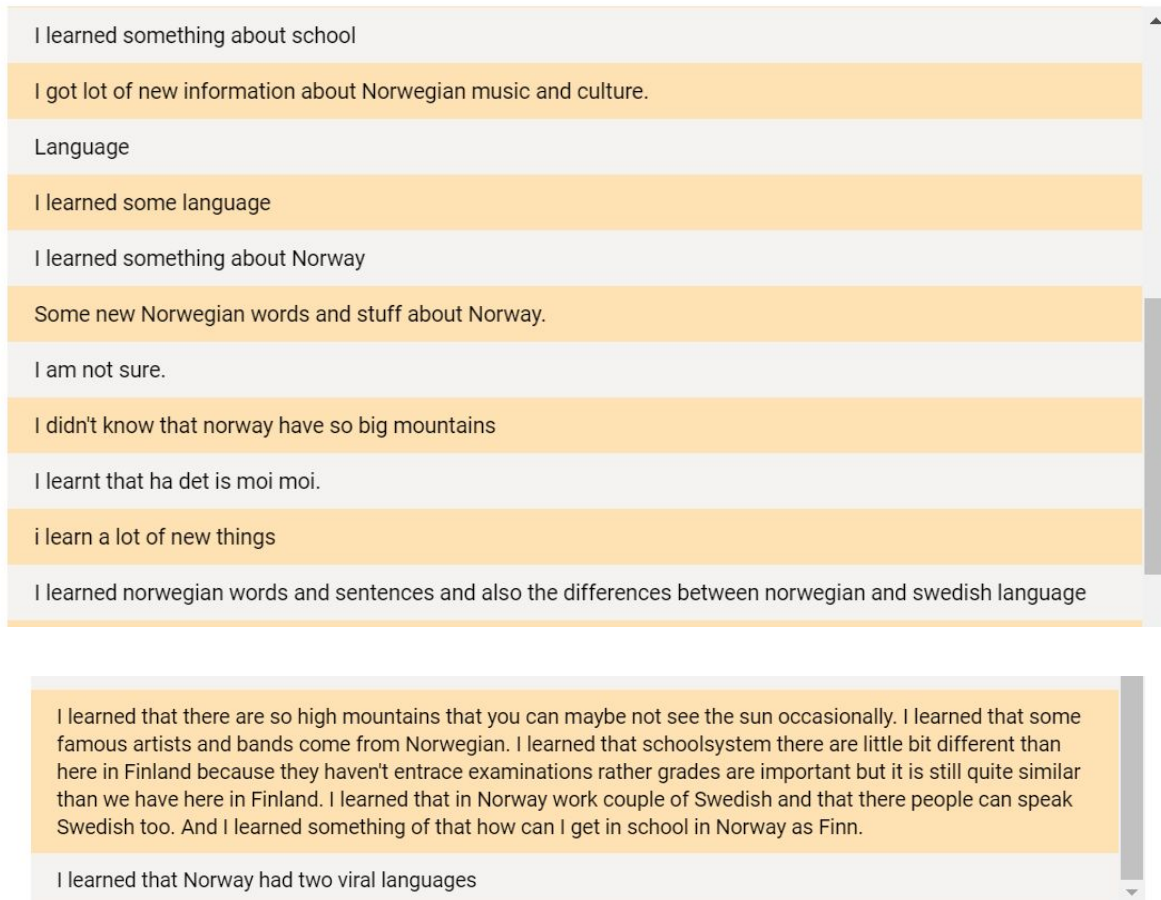 I learned something about school
I got lot of new information about Norwegian music and culture.
Language
I learned some language
I learned something about Norway
Some new Norwegian words and stuff about Norway.
I am not sure.
I didn't know that norway have so big mountains
I learnt that ha det is moi moi.
i learn a lot of new things
I learned norwegian words and sentences and also the differences between norwegian and swedish language
I learned that there are so high mountains that you can maybe not see the sun occasionally. I learned that some
famous artists and bands come from Norwegian. I learned that schoolsystem there are little bit different than
here in Finland because they haven't entrace examinations rather grades are important but it is still quite similar
than we have here in Finland. I learned that in Norway work couple of Swedish and that there people can speak
Swedish too. And I learned something of that how can I get in school in Norway as Finn.
I learned that Norway had two viral languages